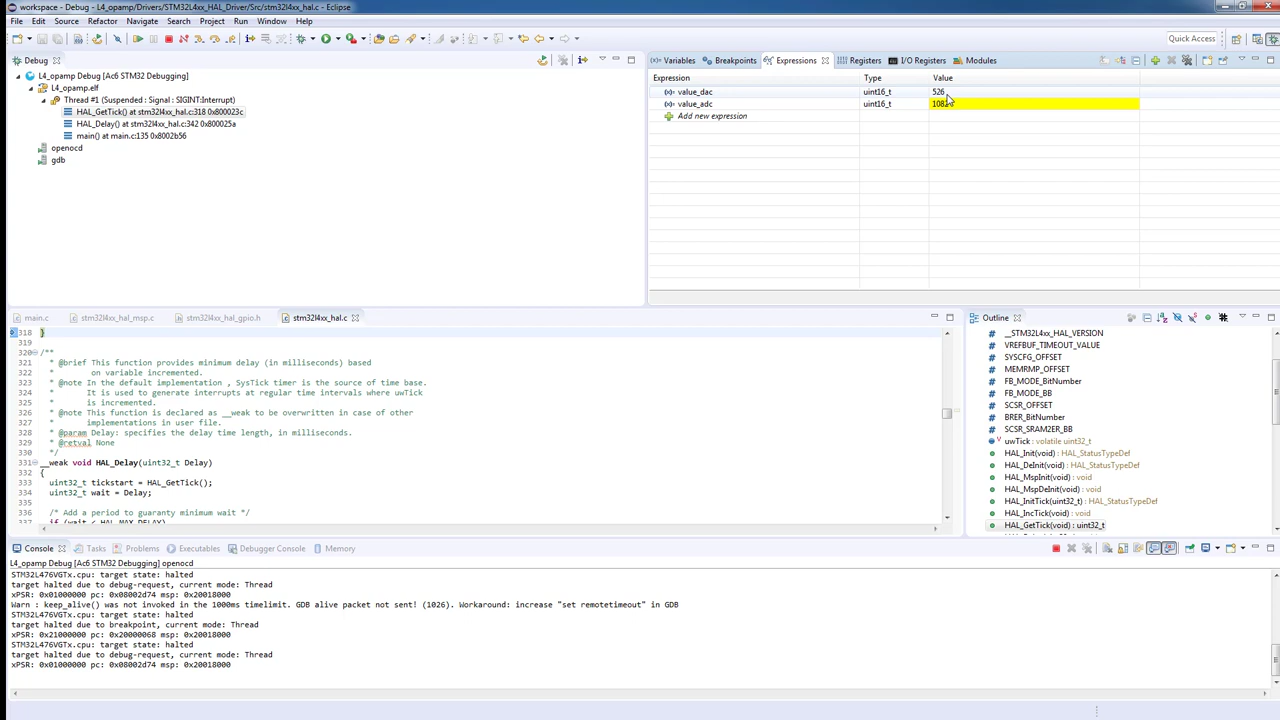 workspace - Debug - L4_opamp/Drivers/STM32L4xx_HAL_Driver/Src/stm32l4xx_hal.c - Eclipse
File Edit Source Refactor Navigate Search Project Run Window Help
Quick Access
Debug
L4_opamp Debug [Ac6 STM32 Debugging]
L4_opamp.elf
Thread #1 (Suspended : Signal : SIGINT:Interrupt)
HAL_GetTick() at stm32l4xx_hal.c:318 0x800023c
HAL_Delay() at stm32l4xx_hal.c:342 0x800025a
main() at main.c:135 0x8002b56
openocd
gdb
Variables Breakpoints Expressions Registers I/O Registers Modules
Expression Type Value
value_dac uint16_t 526
value_adc uint16_t
Add new expression
main.c stm32l4xx_hal_msp.c stm32l4xx_hal_gpio.h stm32l4xx_hal.c
318 }
319
320 /**
321 * @brief This function provides minimum delay (in milliseconds) based
322 * on variable incremented.
323 * @note In the default implementation , SysTick timer is the source of time base.
324 * It is used to generate interrupts at regular time intervals where uwTick
325 * is incremented.
326 * @note This function is declared as __weak to be overwritten in case of other
327 * implementations in user file.
328 * @param Delay: specifies the delay time length, in milliseconds.
329 * @retval None
330 */
331 __weak void HAL_Delay(uint32_t Delay)
332 {
333 uint32_t tickstart = HAL_GetTick();
334 uint32_t wait = Delay;
335
336 /* Add a period to guaranty minimum wait */
337 if (wait < HAL_MAX_DELAY)
Outline
__STM32L4xx_HAL_VERSION
VREFBUF_TIMEOUT_VALUE
SYSCFG_OFFSET
MEMRMP_OFFSET
FB_MODE_BitNumber
FB_MODE_BB
SCSR_OFFSET
BRER_BitNumber
SCSR_SRAM2ER_BB
uwTick : volatile uint32_t
HAL_Init(void) : HAL_StatusTypeDef
HAL_DeInit(void) : HAL_StatusTypeDef
HAL_MspInit(void) : void
HAL_MspDeInit(void) : void
HAL_InitTick(uint32_t) : HAL_StatusTypeDef
HAL_IncTick(void) : void
HAL_GetTick(void) : uint32_t
Console Tasks Problems Executables Debugger Console Memory
L4_opamp Debug [Ac6 STM32 Debugging] openocd
STM32L476VGTx.cpu: target state: halted
target halted due to debug-request, current mode: Thread
xPSR: 0x01000000 pc: 0x08002d74 msp: 0x20018000
Warn : keep_alive() was not invoked in the 1000ms timelimit. GDB alive packet not sent! (1026). Workaround: increase "set remotetimeout" in GDB
STM32L476VGTx.cpu: target state: halted
target halted due to breakpoint, current mode: Thread
xPSR: 0x21000000 pc: 0x20000068 msp: 0x20018000
STM32L476VGTx.cpu: target state: halted
target halted due to debug-request, current mode: Thread
xPSR: 0x01000000 pc: 0x08002d74 msp: 0x20018000